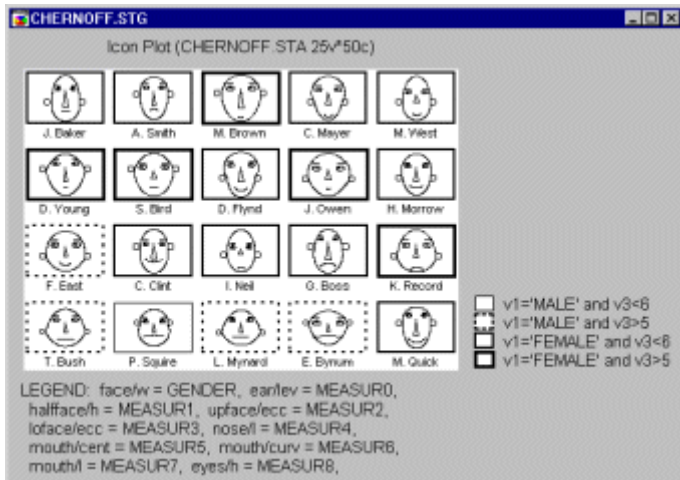 CHERNOFF.STG
Icon Plot (CHERNOFF.STA 25v*50c)
J. Baker A. Smith M. Brown C. Mayer M. West
D. Young S. Bird D. Flynd J. Owen H. Morrow
F. East C. Clint I. Neil G. Boss K. Record
T. Bush P. Squire L. Mynard E. Bynum M. Quick
v1='MALE' and v3<6
v1='MALE' and v3>5
v1='FEMALE' and v3<6
v1='FEMALE' and v3>5
LEGEND: face/w = GENDER, ear/lev = MEASUR0,
halfface/h = MEASUR1, upface/ecc = MEASUR2,
loface/ecc = MEASUR3, nose/l = MEASUR4,
mouth/cent = MEASUR5, mouth/curv = MEASUR6,
mouth/l = MEASUR7, eyes/h = MEASUR8,